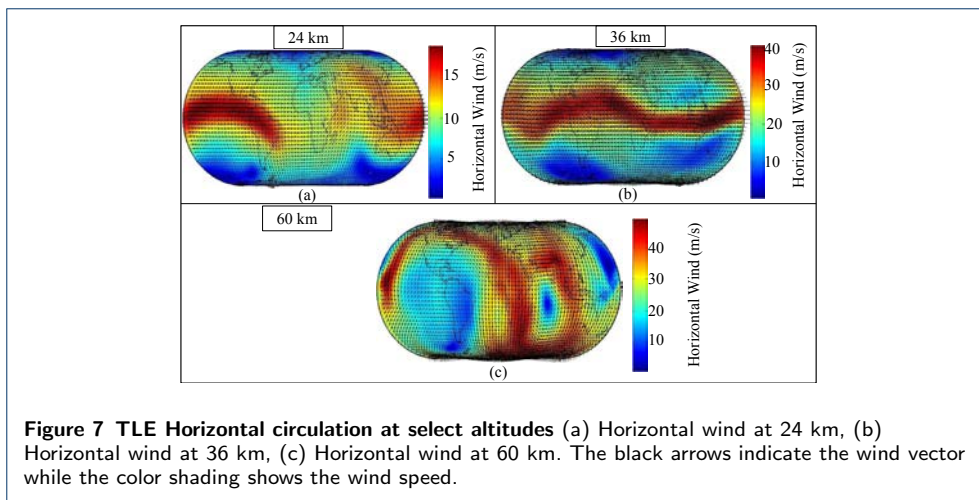 24 km
15
10
5
Horizontal Wind (m/s)
(a)
36 km
40
30
20
10
Horizontal Wind (m/s)
(b)
60 km
40
30
20
10
Horizontal Wind (m/s)
(c)
Figure 7 TLE Horizontal circulation at select altitudes (a) Horizontal wind at 24 km, (b)
Horizontal wind at 36 km, (c) Horizontal wind at 60 km. The black arrows indicate the wind vector
while the color shading shows the wind speed.